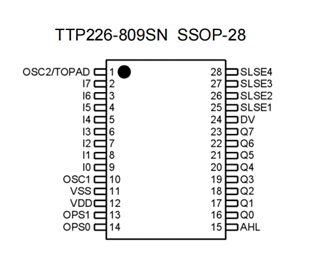 TTP226-809SN SSOP-28
OSC2/TOPAD 1 28 SLSE4
I7 2 27 SLSE3
I6 3 26 SLSE2
I5 4 25 SLSE1
I4 5 24 DV
I3 6 23 Q7
I2 7 22 Q6
I1 8 21 Q5
I0 9 20 Q4
OSC1 10 19 Q3
VSS 11 18 Q2
VDD 12 17 Q1
OPS1 13 16 Q0
OPS0 14 15 AHL